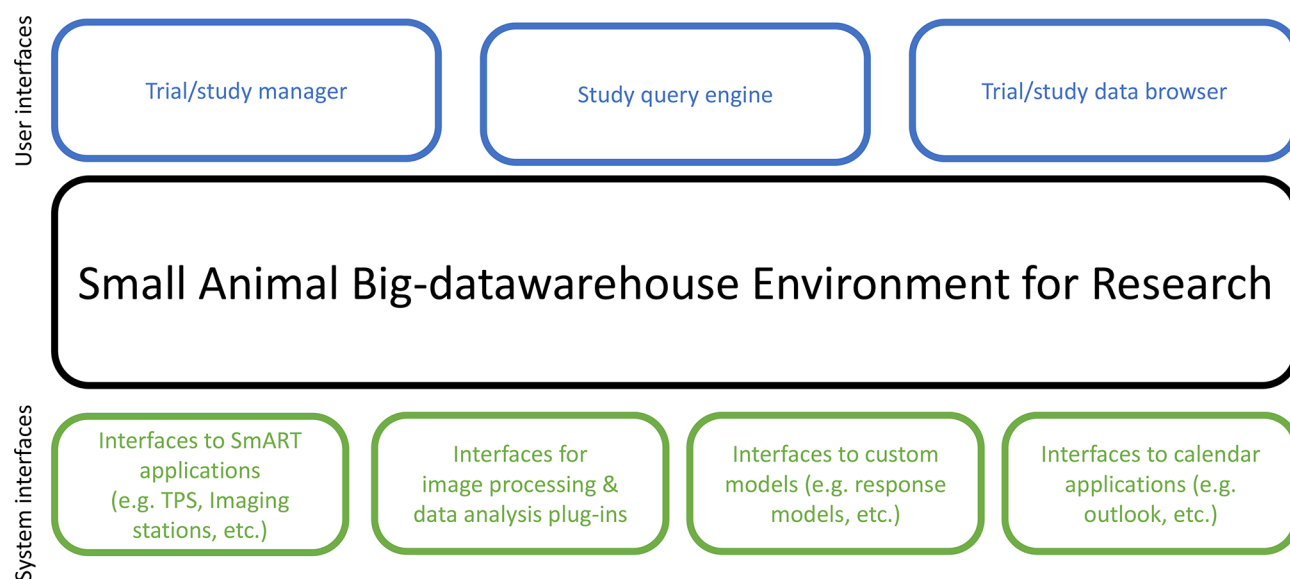 User interfaces
Trial/study manager
Study query engine
Trial/study data browser
Small Animal Big-datawarehouse Environment for Research
System interfaces
Interfaces to SmART
applications
(e.g. TPS, Imaging
stations, etc.)
Interfaces for
image processing &
data analysis plug-ins
Interfaces to custom
models (e.g. response
models, etc.)
Interfaces to calendar
applications (e.g.
outlook, etc.)